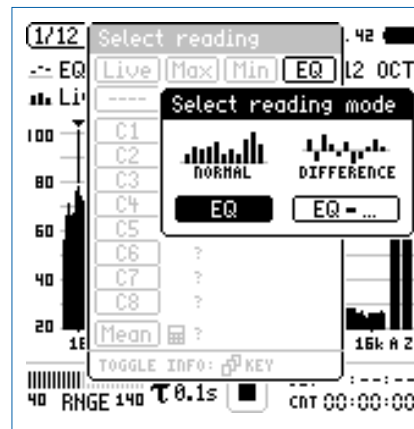 1/12 Select reading . 42
EQ Live Max Min EQ 12 OCT
Li ---- Select reading mode
100 C1
C2 NORMAL DIFFERENCE
80 C3
C4 EQ EQ - ...
60 C5
C6 ?
40 C7 ?
C8 ?
20 Mean ?
16 16k A Z
TOGGLE INFO: KEY
40 RNGE 140 τ 0.1s --:--:--
CNT 00:00:00